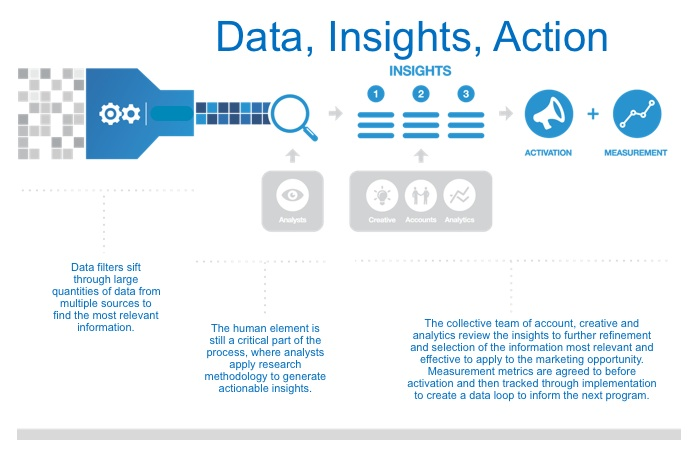 Data, Insights, Action
INSIGHTS
1 2 3
ACTIVATION + MEASUREMENT
Analysts
Creative Accounts Analytics
Data filters sift
through large
quantities of data from
multiple sources to
find the most relevant
information.
The human element is
still a critical part of the
process, where analysts
apply research
methodology to generate
actionable insights.
The collective team of account, creative and
analytics review the insights to further refinement
and selection of the information most relevant and
effective to apply to the marketing opportunity.
Measurement metrics are agreed to before
activation and then tracked through implementation
to create a data loop to inform the next program.